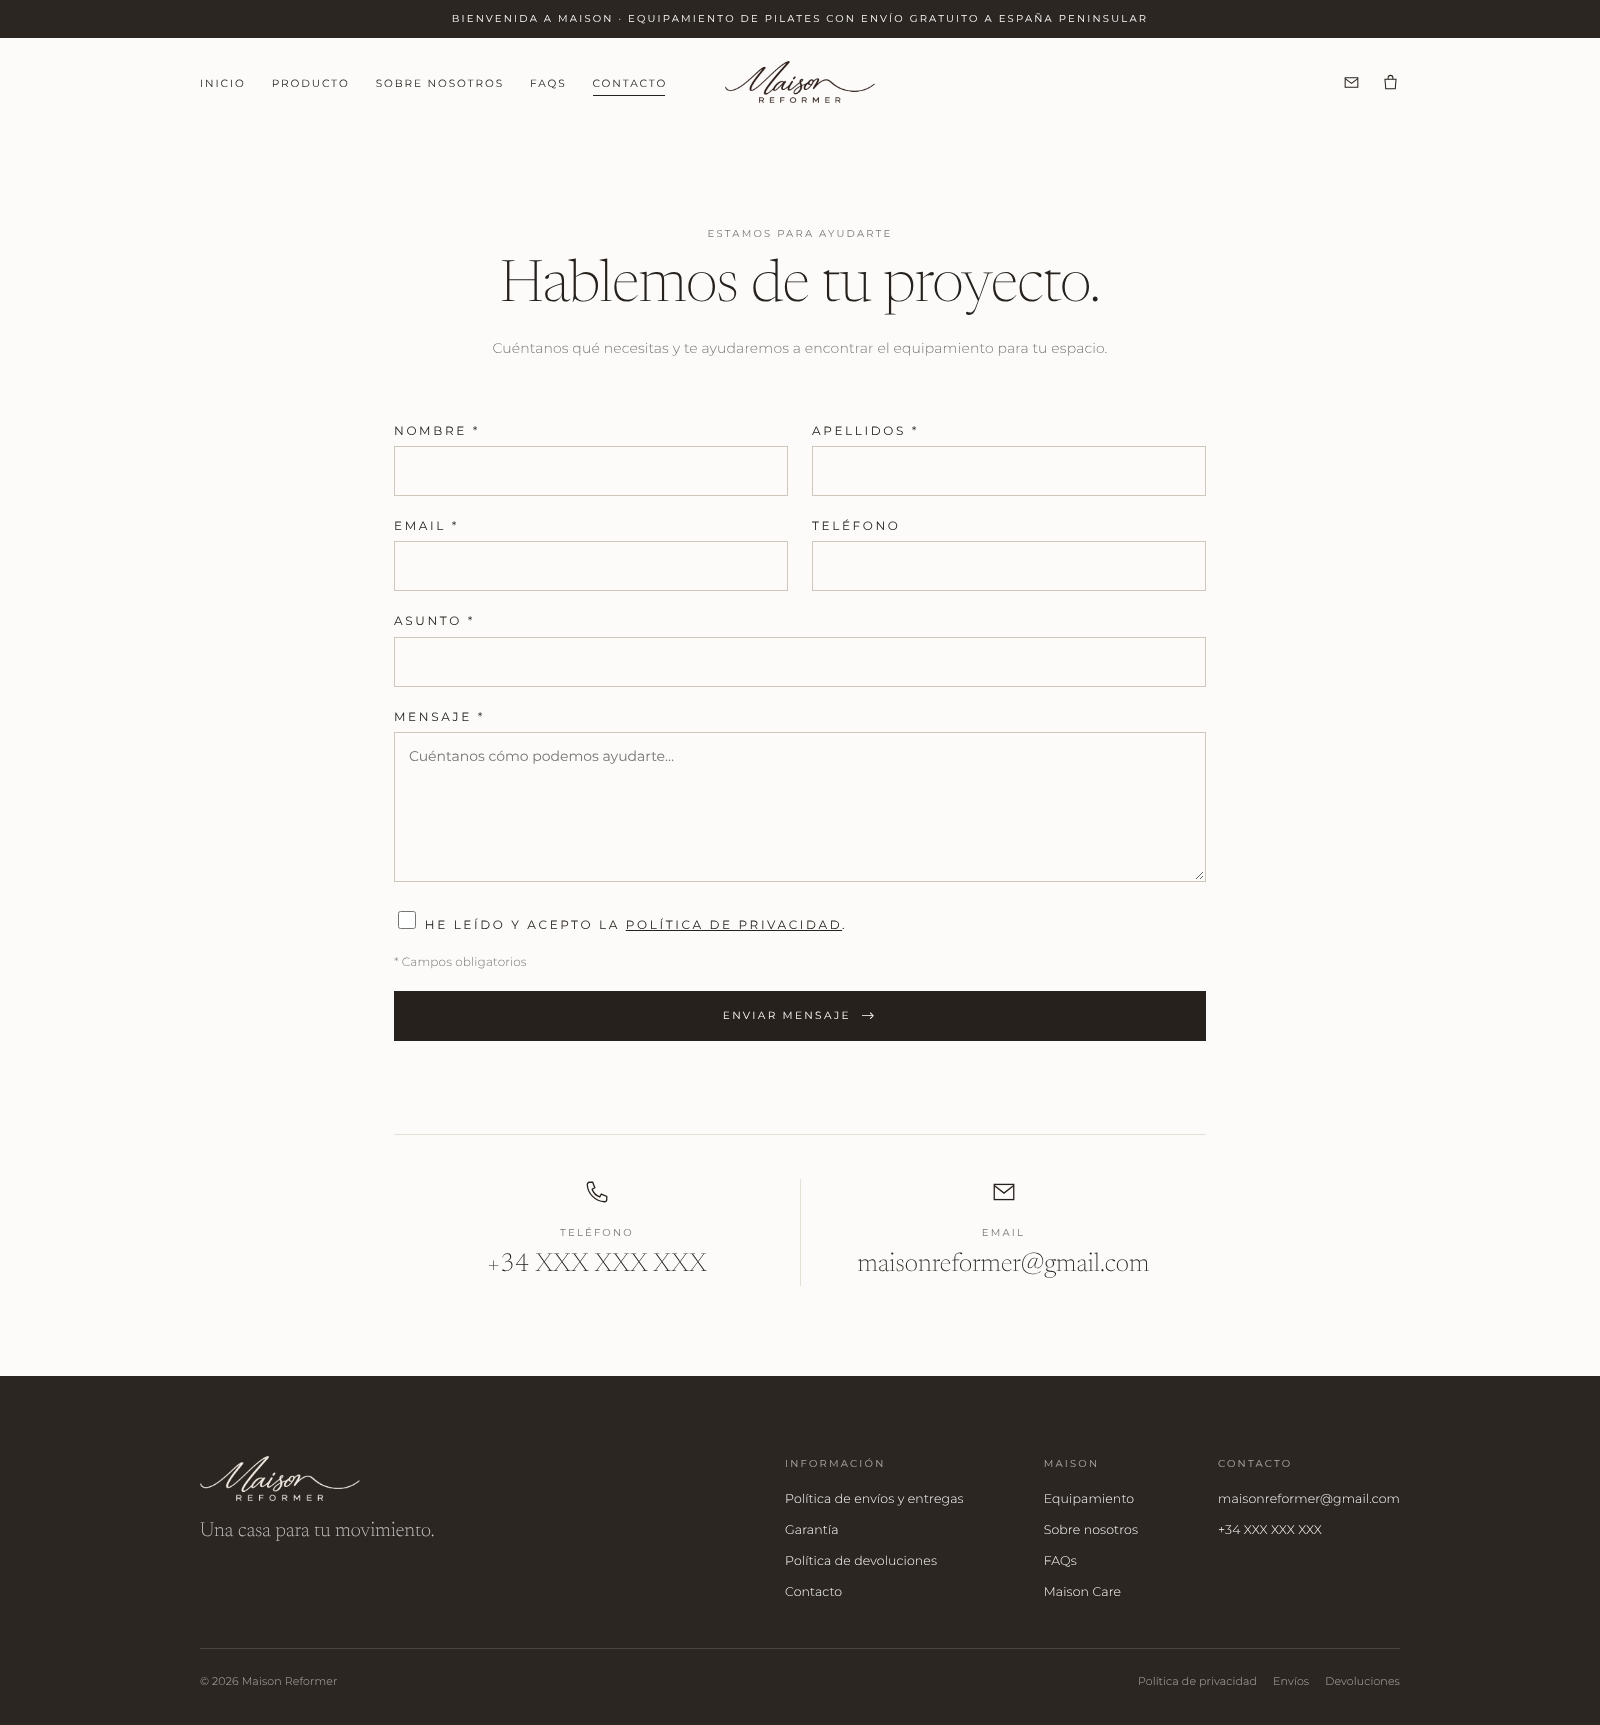 BIENVENIDA A MAISON · EQUIPAMIENTO DE PILATES CON ENVÍO GRATUITO A ESPAÑA PENINSULAR
INICIO PRODUCTO SOBRE NOSOTROS FAQS CONTACTO
Maison
REFORMER
ESTAMOS PARA AYUDARTE
Hablemos de tu proyecto.
Cuéntanos qué necesitas y te ayudaremos a encontrar el equipamiento para tu espacio.
NOMBRE * APELLIDOS *
EMAIL * TELÉFONO
ASUNTO *
MENSAJE *
Cuéntanos cómo podemos ayudarte...
HE LEÍDO Y ACEPTO LA POLÍTICA DE PRIVACIDAD.
* Campos obligatorios
ENVIAR MENSAJE →
TELÉFONO
+34 XXX XXX XXX
EMAIL
maisonreformer@gmail.com
Maison
REFORMER
Una casa para tu movimiento.
INFORMACIÓN
Política de envíos y entregas
Garantía
Política de devoluciones
Contacto
MAISON
Equipamiento
Sobre nosotros
FAQs
Maison Care
CONTACTO
maisonreformer@gmail.com
+34 XXX XXX XXX
© 2026 Maison Reformer
Política de privacidad Envíos Devoluciones